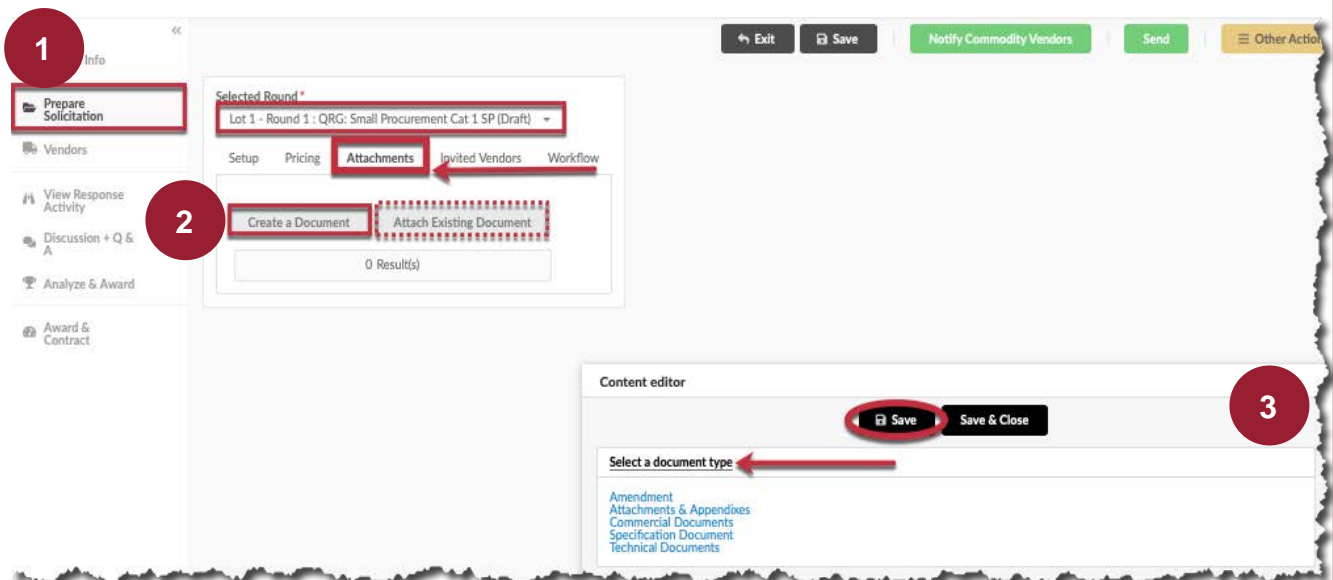 1
Info
Prepare
Solicitation
Vendors
View Response
Activity
Discussion + Q &
A
Analyze & Award
Award &
Contract
Exit
Save
Notify Commodity Vendors
Send
Other Action
Selected Round *
Lot 1 - Round 1 : QRG: Small Procurement Cat 1 SP (Draft)
Setup Pricing Attachments Invited Vendors Workflow
2
Create a Document
Attach Existing Document
0 Result(s)
Content editor
3
Save
Save & Close
Select a document type
Amendment
Attachments & Appendixes
Commercial Documents
Specification Document
Technical Documents